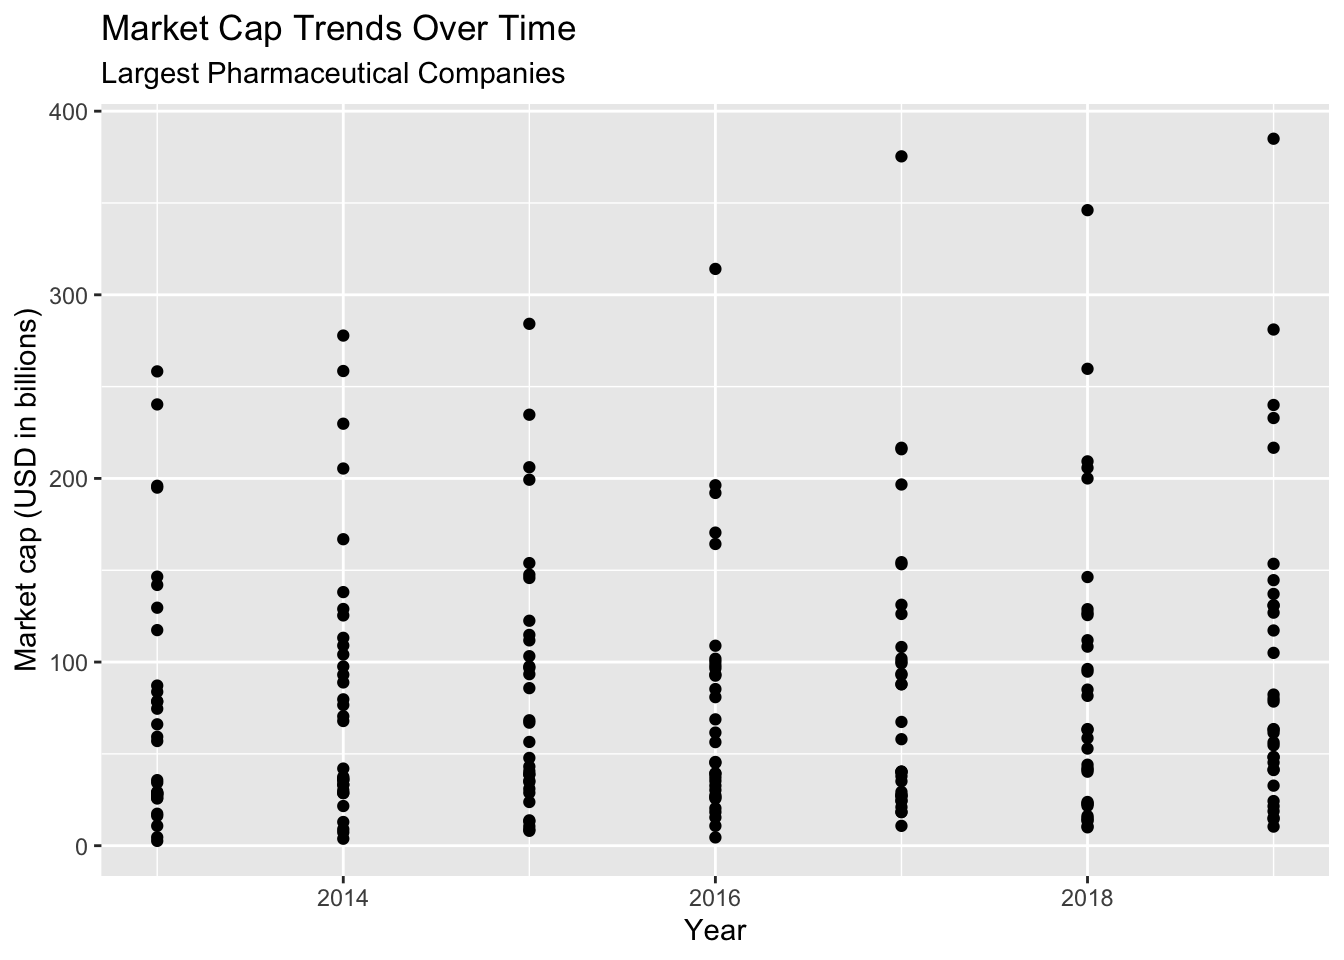 Market Cap Trends Over Time
Largest Pharmaceutical Companies
400
300
200
100
0
Market cap (USD in billions)
2014 2016 2018
Year